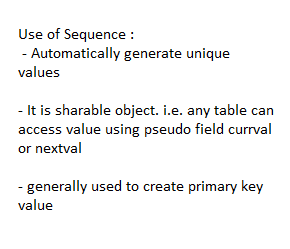 Use of Sequence :
- Automatically generate unique
values
- It is sharable object. i.e. any table can
access value using pseudo field currval
or nextval
- generally used to create primary key
value